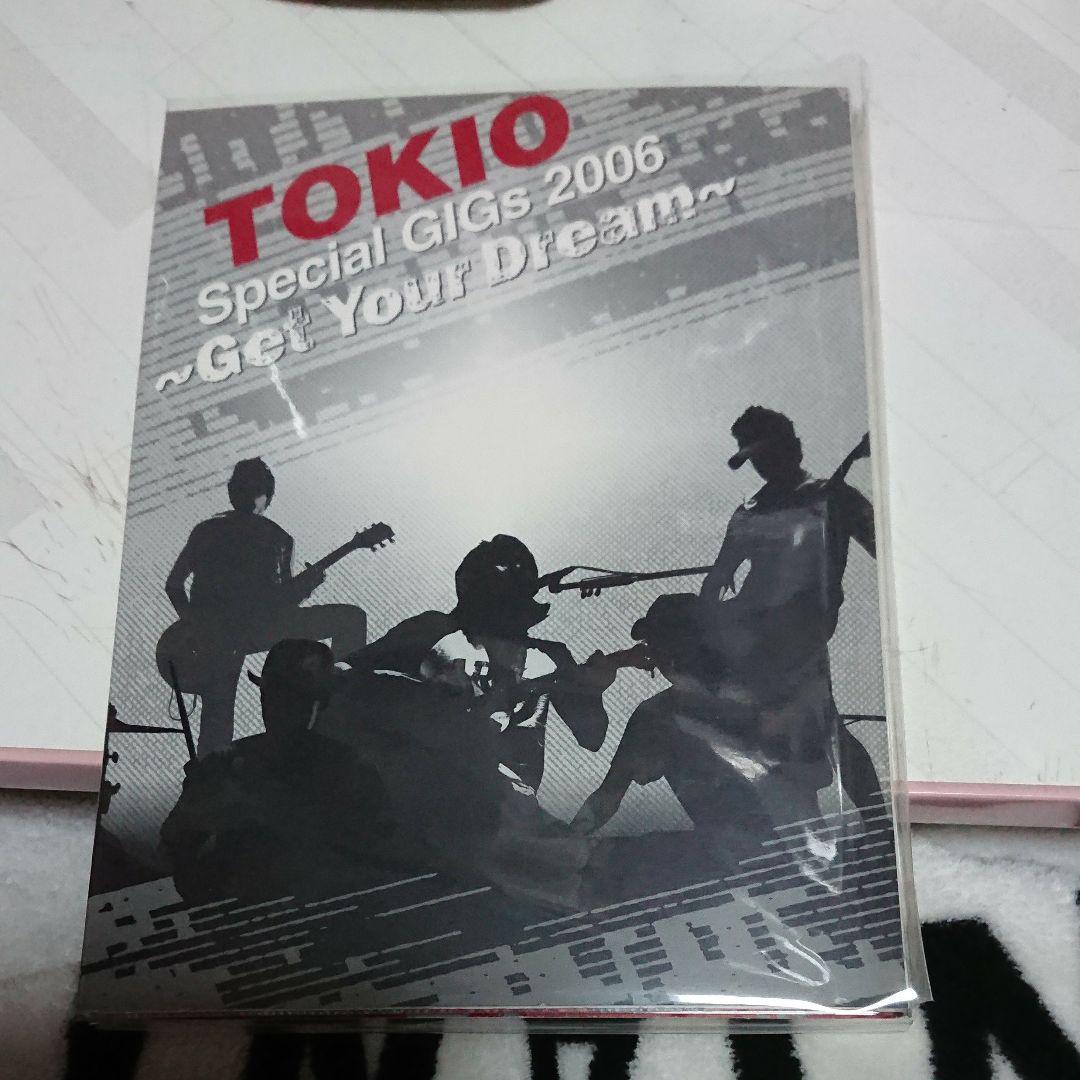 TOKIO
Special GIGs 2006
~Get Your Dream~